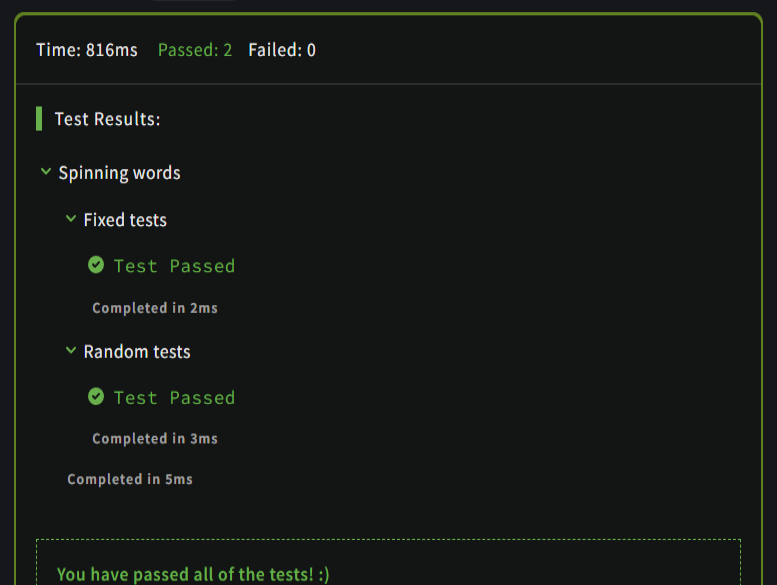 Time: 816ms Passed: 2 Failed: 0
Test Results:
Spinning words
Fixed tests
Test Passed
Completed in 2ms
Random tests
Test Passed
Completed in 3ms
Completed in 5ms
You have passed all of the tests! :)